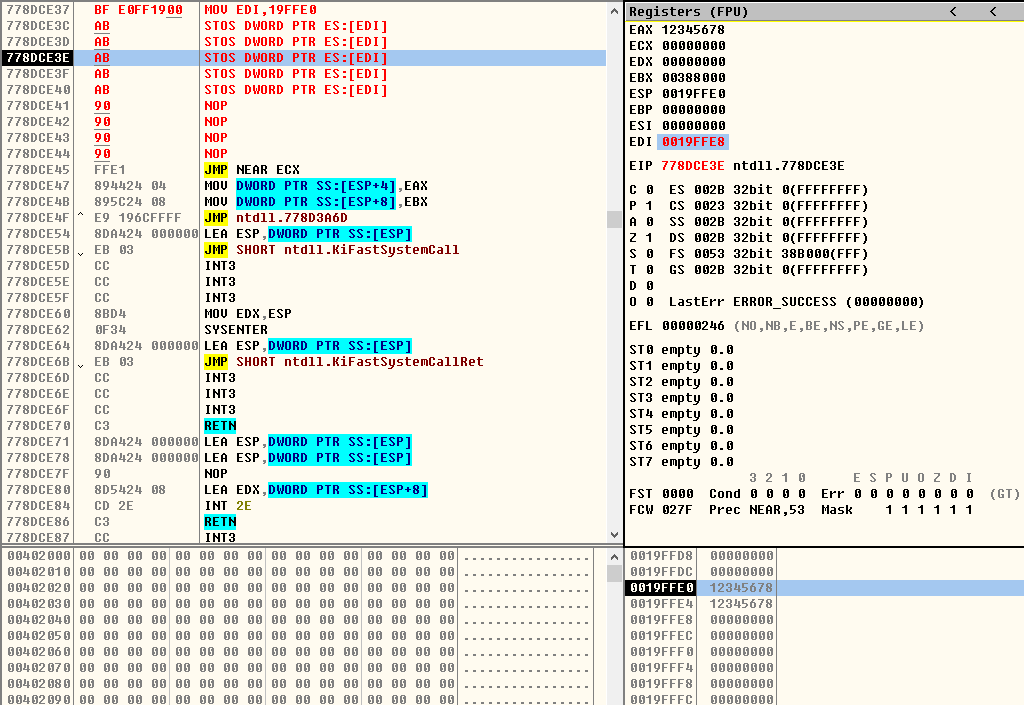 778DCE37 BF E0FF1900 MOV EDI,19FFE0
778DCE3C AB STOS DWORD PTR ES:[EDI]
778DCE3D AB STOS DWORD PTR ES:[EDI]
778DCE3E AB STOS DWORD PTR ES:[EDI]
778DCE3F AB STOS DWORD PTR ES:[EDI]
778DCE40 AB STOS DWORD PTR ES:[EDI]
778DCE41 90 NOP
778DCE42 90 NOP
778DCE43 90 NOP
778DCE44 90 NOP
778DCE45 FFE1 JMP NEAR ECX
778DCE47 894424 04 MOV DWORD PTR SS:[ESP+4],EAX
778DCE4B 895C24 08 MOV DWORD PTR SS:[ESP+8],EBX
778DCE4F ^ E9 196CFFFF JMP ntdll.778D3A6D
778DCE54 8DA424 000000 LEA ESP,DWORD PTR SS:[ESP]
778DCE5B ⌄ EB 03 JMP SHORT ntdll.KiFastSystemCall
778DCE5D CC INT3
778DCE5E CC INT3
778DCE5F CC INT3
778DCE60 8BD4 MOV EDX,ESP
778DCE62 0F34 SYSENTER
778DCE64 8DA424 000000 LEA ESP,DWORD PTR SS:[ESP]
778DCE6B ⌄ EB 03 JMP SHORT ntdll.KiFastSystemCallRet
778DCE6D CC INT3
778DCE6E CC INT3
778DCE6F CC INT3
778DCE70 C3 RETN
778DCE71 8DA424 000000 LEA ESP,DWORD PTR SS:[ESP]
778DCE78 8DA424 000000 LEA ESP,DWORD PTR SS:[ESP]
778DCE7F 90 NOP
778DCE80 8D5424 08 LEA EDX,DWORD PTR SS:[ESP+8]
778DCE84 CD 2E INT 2E
778DCE86 C3 RETN
778DCE87 CC INT3
Registers (FPU) < <
EAX 12345678
ECX 00000000
EDX 00000000
EBX 00388000
ESP 0019FFE0
EBP 00000000
ESI 00000000
EDI 0019FFE8
EIP 778DCE3E ntdll.778DCE3E
C 0 ES 002B 32bit 0(FFFFFFFF)
P 1 CS 0023 32bit 0(FFFFFFFF)
A 0 SS 002B 32bit 0(FFFFFFFF)
Z 1 DS 002B 32bit 0(FFFFFFFF)
S 0 FS 0053 32bit 38B000(FFF)
T 0 GS 002B 32bit 0(FFFFFFFF)
D 0
O 0 LastErr ERROR_SUCCESS (00000000)
EFL 00000246 (NO,NB,E,BE,NS,PE,GE,LE)
ST0 empty 0.0
ST1 empty 0.0
ST2 empty 0.0
ST3 empty 0.0
ST4 empty 0.0
ST5 empty 0.0
ST6 empty 0.0
ST7 empty 0.0
3 2 1 0 E S P U O Z D I
FST 0000 Cond 0 0 0 0 Err 0 0 0 0 0 0 0 0 (GT)
FCW 027F Prec NEAR,53 Mask 1 1 1 1 1 1
00402000 00 00 00 00 00 00 00 00 00 00 00 00 00 00 00 00 ................
00402010 00 00 00 00 00 00 00 00 00 00 00 00 00 00 00 00 ................
00402020 00 00 00 00 00 00 00 00 00 00 00 00 00 00 00 00 ................
00402030 00 00 00 00 00 00 00 00 00 00 00 00 00 00 00 00 ................
00402040 00 00 00 00 00 00 00 00 00 00 00 00 00 00 00 00 ................
00402050 00 00 00 00 00 00 00 00 00 00 00 00 00 00 00 00 ................
00402060 00 00 00 00 00 00 00 00 00 00 00 00 00 00 00 00 ................
00402070 00 00 00 00 00 00 00 00 00 00 00 00 00 00 00 00 ................
00402080 00 00 00 00 00 00 00 00 00 00 00 00 00 00 00 00 ................
00402090 00 00 00 00 00 00 00 00 00 00 00 00 00 00 00 00 ................
0019FFD8 00000000
0019FFDC 00000000
0019FFE0 12345678
0019FFE4 12345678
0019FFE8 00000000
0019FFEC 00000000
0019FFF0 00000000
0019FFF4 00000000
0019FFF8 00000000
0019FFFC 00000000